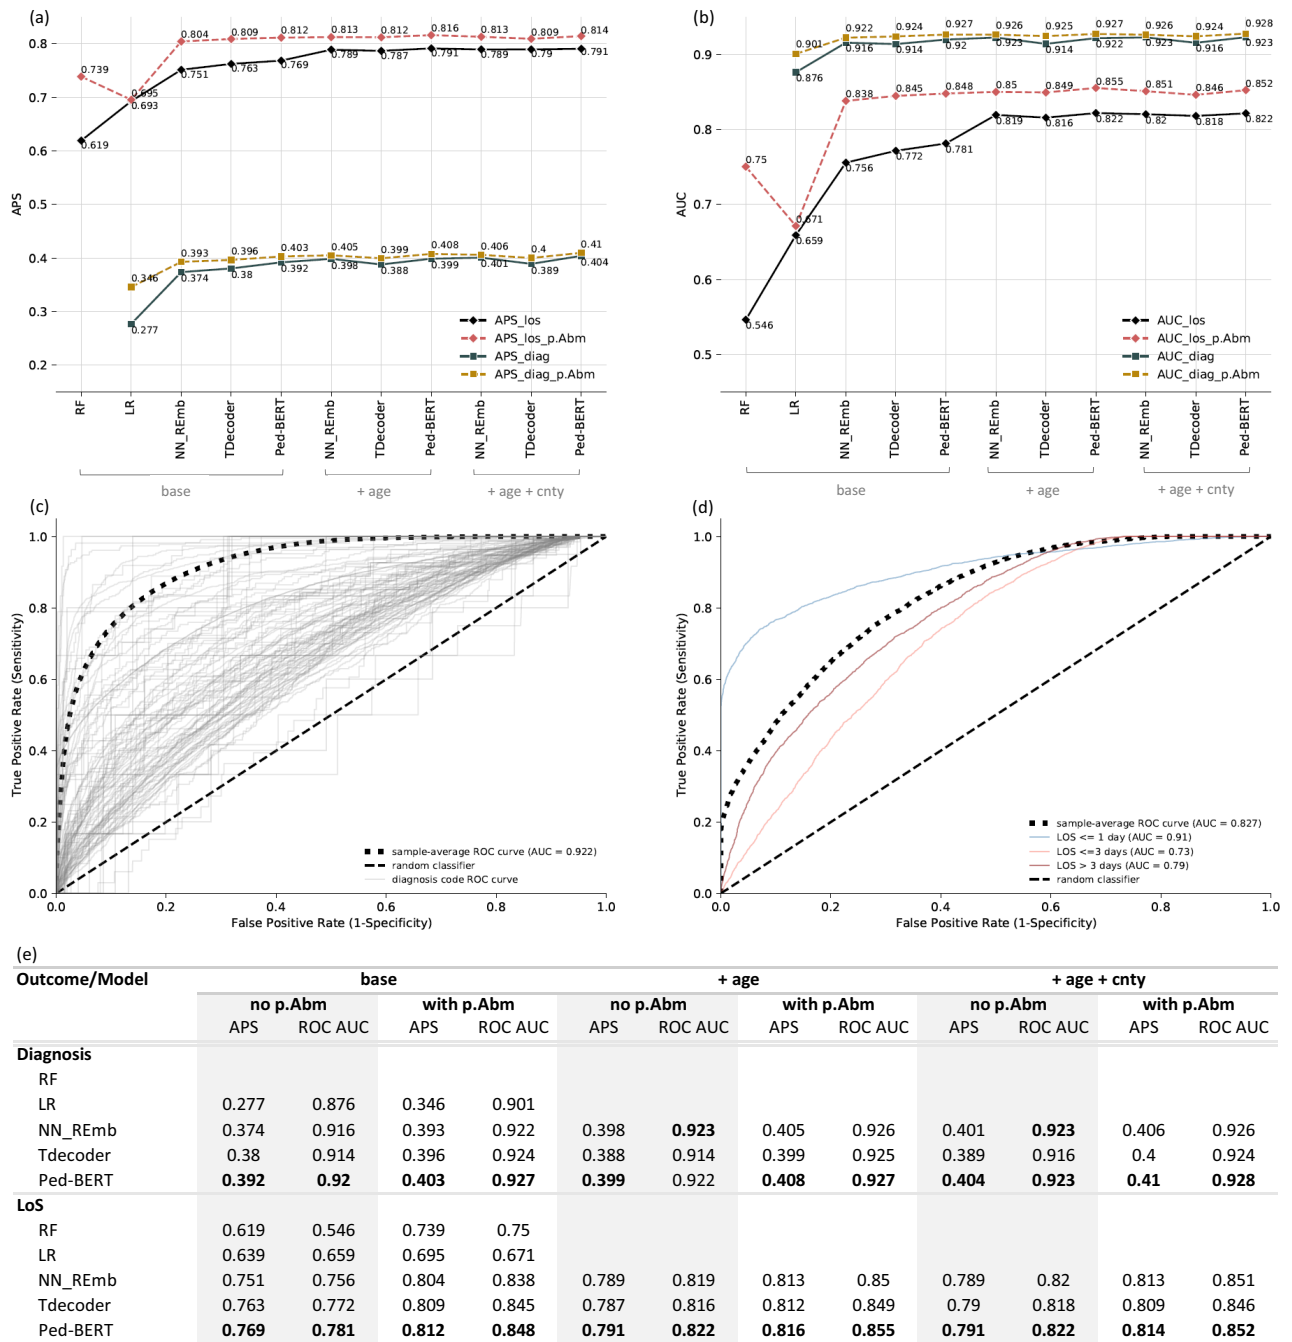 (a)
0.8
0.7
0.6
0.5
0.4
0.3
0.2
APS
0.739
0.695
0.804
0.809
0.812
0.813
0.812
0.816
0.813
0.809
0.814
0.619
0.693
0.751
0.763
0.769
0.789
0.787
0.791
0.789
0.79
0.791
0.346
0.393
0.396
0.403
0.405
0.399
0.408
0.406
0.4
0.41
0.277
0.374
0.38
0.392
0.398
0.388
0.399
0.401
0.389
0.404
APS_los
APS_los_p.Abm
APS_diag
APS_diag_p.Abm
RF
LR
NN_REmb
TDecoder
Ped-BERT
NN_REmb
TDecoder
Ped-BERT
NN_REmb
TDecoder
Ped-BERT
base
+ age
+ age + cnty
(b)
0.9
0.8
0.7
0.6
0.5
AUC
0.901
0.922
0.924
0.927
0.926
0.925
0.927
0.926
0.924
0.928
0.876
0.916
0.914
0.92
0.923
0.914
0.922
0.923
0.916
0.923
0.75
0.671
0.838
0.845
0.848
0.85
0.849
0.855
0.851
0.846
0.852
0.546
0.659
0.756
0.772
0.781
0.819
0.816
0.822
0.82
0.818
0.822
AUC_los
AUC_los_p.Abm
AUC_diag
AUC_diag_p.Abm
RF
LR
NN_REmb
TDecoder
Ped-BERT
NN_REmb
TDecoder
Ped-BERT
NN_REmb
TDecoder
Ped-BERT
base
+ age
+ age + cnty
(c)
1.0
0.8
0.6
0.4
0.2
0.0
True Positive Rate (Sensitivity)
sample-average ROC curve (AUC = 0.922)
random classifier
diagnosis code ROC curve
0.0 0.2 0.4 0.6 0.8 1.0
False Positive Rate (1-Specificity)
(d)
1.0
0.8
0.6
0.4
0.2
0.0
True Positive Rate (Sensitivity)
sample-average ROC curve (AUC = 0.827)
LOS <= 1 day (AUC = 0.91)
LOS <=3 days (AUC = 0.73)
LOS > 3 days (AUC = 0.79)
random classifier
0.0 0.2 0.4 0.6 0.8 1.0
False Positive Rate (1-Specificity)
(e)
Outcome/Model base + age + age + cnty
no p.Abm with p.Abm no p.Abm with p.Abm no p.Abm with p.Abm
APS ROC AUC APS ROC AUC APS ROC AUC APS ROC AUC APS ROC AUC APS ROC AUC
Diagnosis
RF
LR 0.277 0.876 0.346 0.901
NN_REmb 0.374 0.916 0.393 0.922 0.398 0.923 0.405 0.926 0.401 0.923 0.406 0.926
Tdecoder 0.38 0.914 0.396 0.924 0.388 0.914 0.399 0.925 0.389 0.916 0.4 0.924
Ped-BERT 0.392 0.92 0.403 0.927 0.399 0.922 0.408 0.927 0.404 0.923 0.41 0.928
LoS
RF 0.619 0.546 0.739 0.75
LR 0.639 0.659 0.695 0.671
NN_REmb 0.751 0.756 0.804 0.838 0.789 0.819 0.813 0.85 0.789 0.82 0.813 0.851
Tdecoder 0.763 0.772 0.809 0.845 0.787 0.816 0.812 0.849 0.79 0.818 0.809 0.846
Ped-BERT 0.769 0.781 0.812 0.848 0.791 0.822 0.816 0.855 0.791 0.822 0.814 0.852